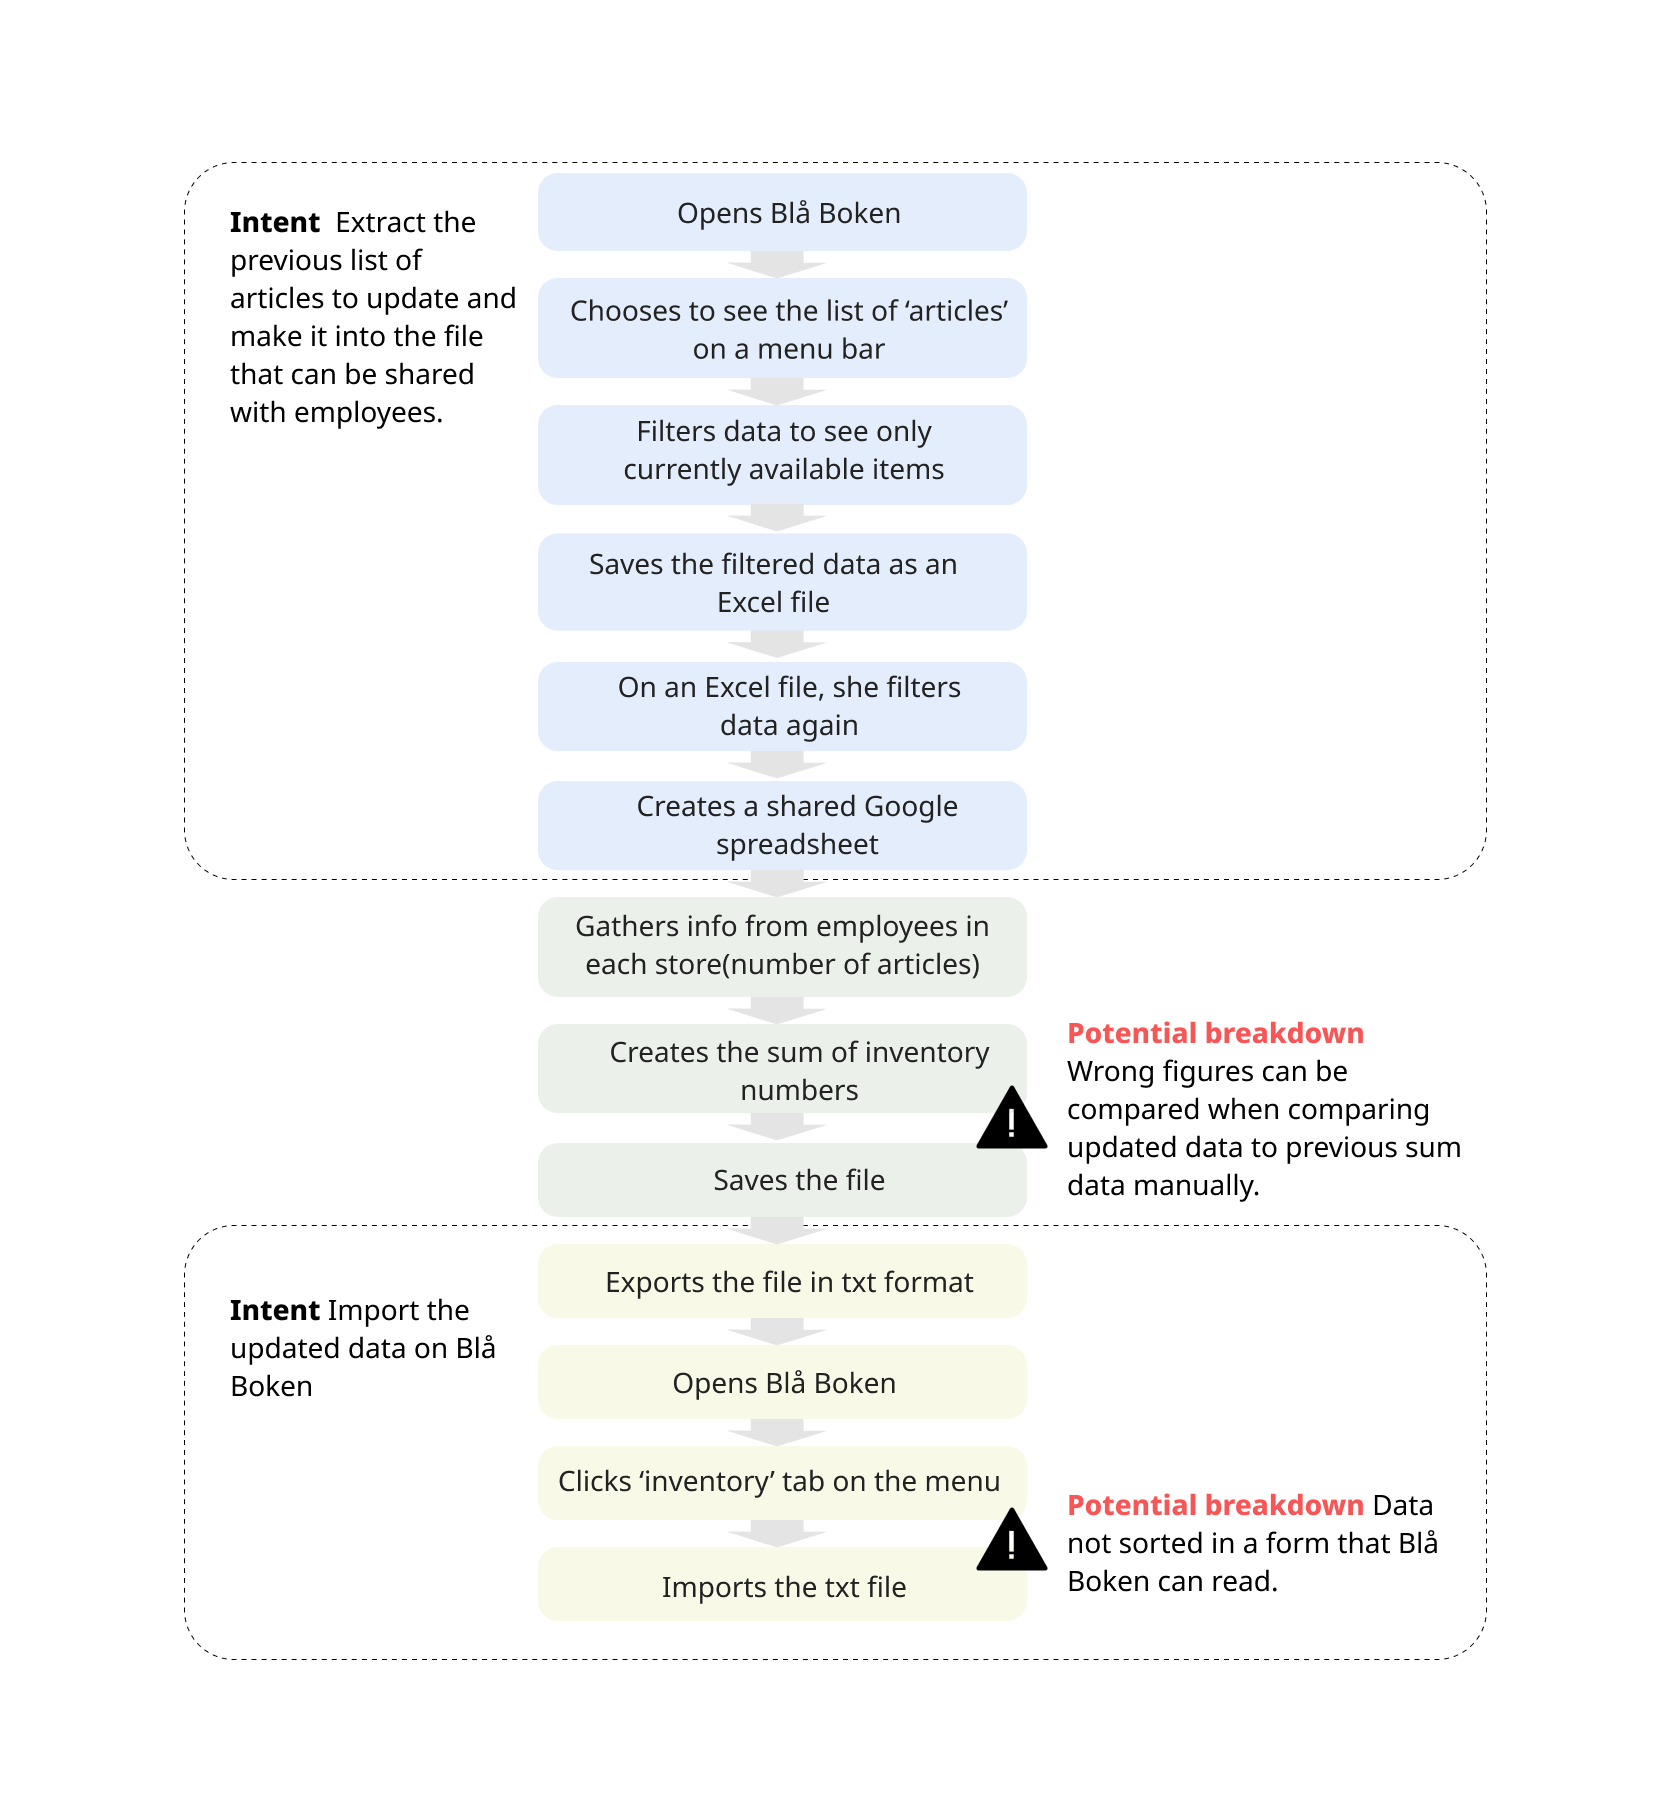 Intent  Extract the
previous list of
articles to update and
make it into the file
that can be shared
with employees.
Opens Blå Boken
Chooses to see the list of ‘articles’
on a menu bar
Filters data to see only
currently available items
Saves the filtered data as an
Excel file
On an Excel file, she filters
data again
Creates a shared Google
spreadsheet
Gathers info from employees in
each store(number of articles)
Creates the sum of inventory
numbers
Potential breakdown
Wrong figures can be
compared when comparing
updated data to previous sum
data manually.
Saves the file
Intent Import the
updated data on Blå
Boken
Exports the file in txt format
Opens Blå Boken
Clicks ‘inventory’ tab on the menu
Potential breakdown Data
not sorted in a form that Blå
Boken can read.
Imports the txt file